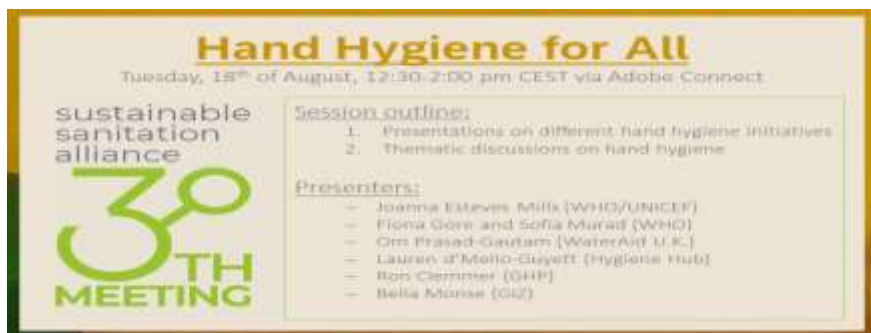 Hand Hygiene for All
Tuesday, 18th of August, 12:30-2:00 pm CEST via Adobe Connect
sustainable
sanitation
alliance
30TH
MEETING
Session outline:
1. Presentations on different hand hygiene initiatives
2. Thematic discussions on hand hygiene
Presenters:
– Joanna Esteves Mills (WHO/UNICEF)
– Fiona Gore and Sofia Murad (WHO)
– Om Prasad-Gautam (WaterAid U.K.)
– Lauren d'Mello-Guyett (Hygiene Hub)
– Ron Clemmer (GHP)
– Bella Monse (GIZ)